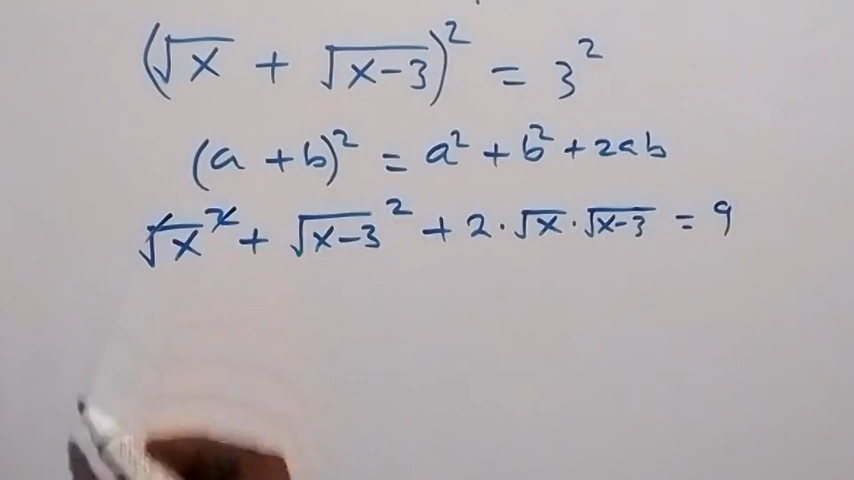 (√x + √x-3)² = 3²
(a + b)² = a² + b² + 2ab
√x² + √x-3² + 2·√x·√x-3 = 9